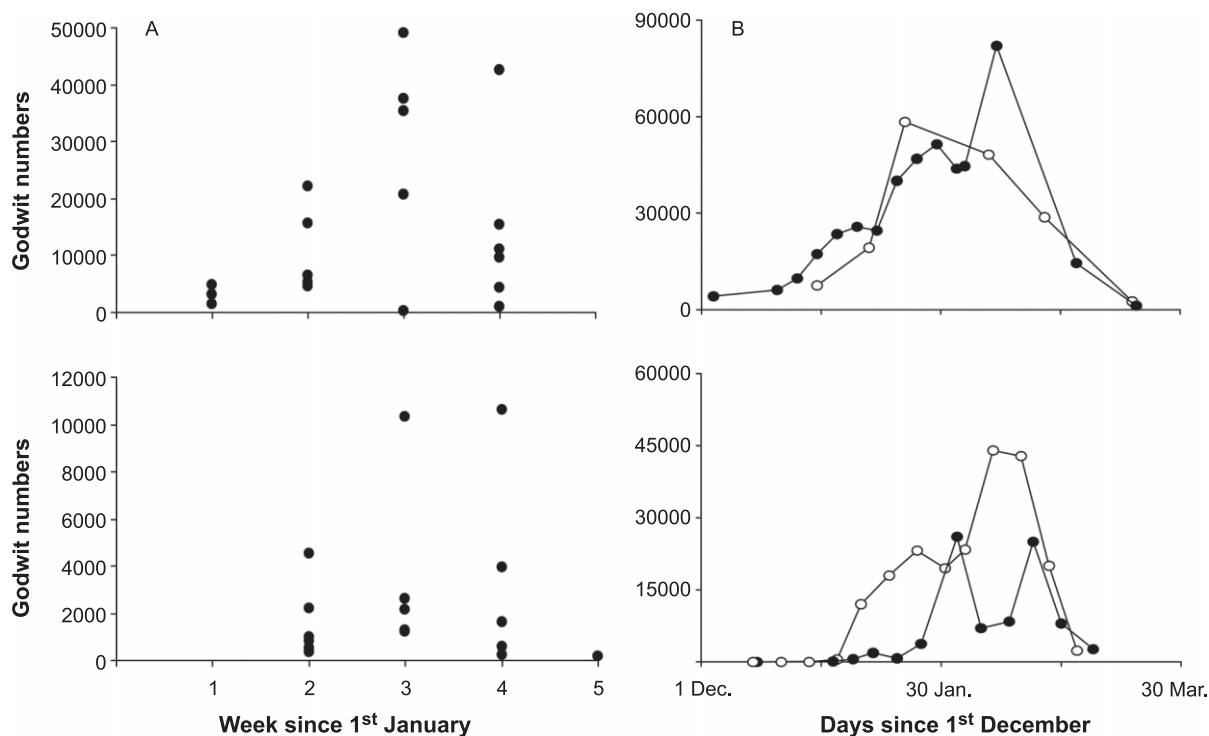 A
Godwit numbers
50000
40000
30000
20000
10000
0
B
90000
60000
30000
0
Godwit numbers
12000
10000
8000
6000
4000
2000
0
1 2 3 4 5
Week since 1st January
60000
45000
30000
15000
1 Dec. 30 Jan. 30 Mar.
Days since 1st December